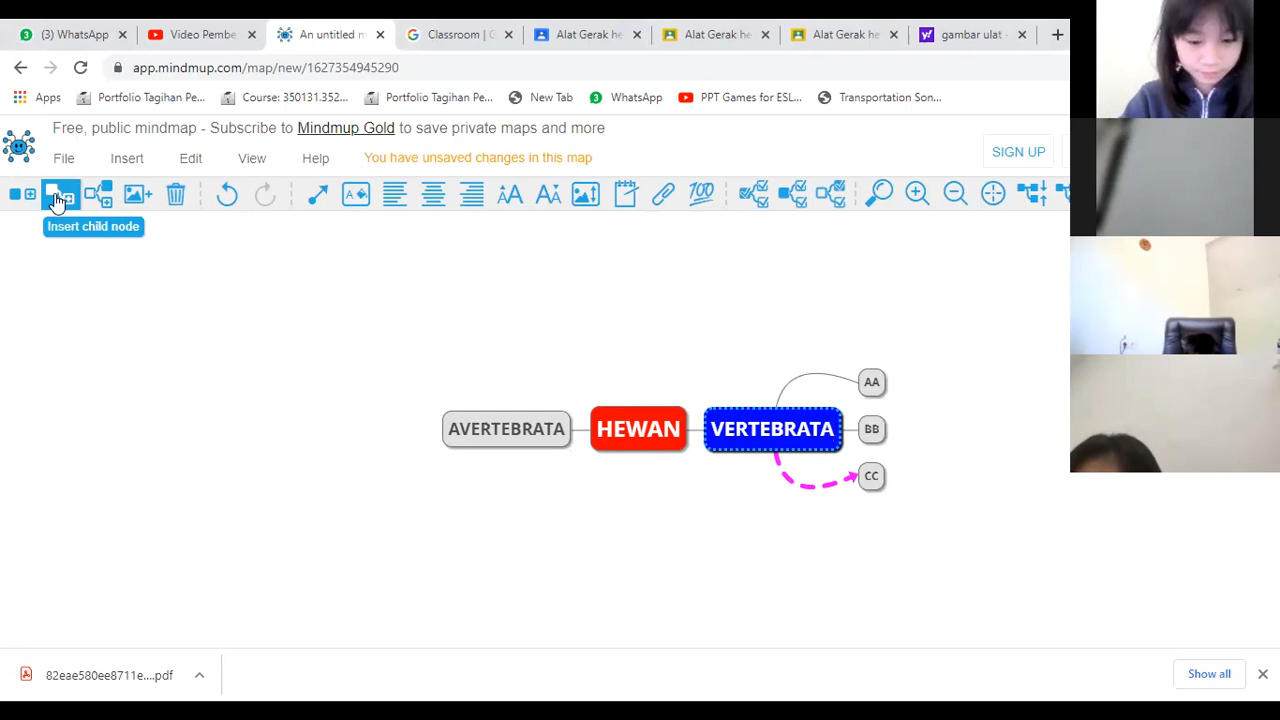 (3) WhatsApp
Video Pembe
An untitled m
Classroom | G
Alat Gerak he
Alat Gerak he
Alat Gerak he
gambar ulat -
app.mindmup.com/map/new/1627354945290
Apps
Portfolio Tagihan Pe...
Course: 350131.352...
Portfolio Tagihan Pe...
New Tab
WhatsApp
PPT Games for ESL...
Transportation Son...
Free, public mindmap - Subscribe to Mindmup Gold to save private maps and more
File Insert Edit View Help You have unsaved changes in this map
SIGN UP
Insert child node
AA
AVERTEBRATA HEWAN VERTEBRATA BB
CC
82eae580ee8711e....pdf
Show all